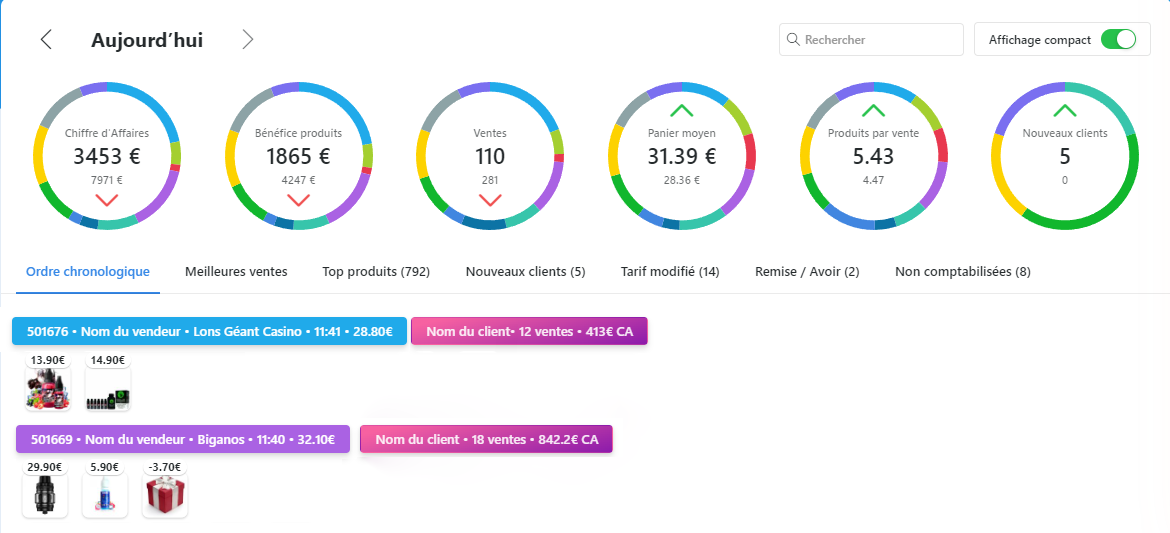 Aujourd'hui
Rechercher
Affichage compact
Chiffre d'Affaires
3453 €
7971 €
Bénéfice produits
1865 €
4247 €
Ventes
110
281
Panier moyen
31.39 €
28.36 €
Produits par vente
5.43
4.47
Nouveaux clients
5
0
Ordre chronologique
Meilleures ventes
Top produits (792)
Nouveaux clients (5)
Tarif modifié (14)
Remise / Avoir (2)
Non comptabilisées (8)
501676 • Nom du vendeur • Lons Géant Casino • 11:41 • 28.80€
Nom du client• 12 ventes • 413€ CA
13.90€
14.90€
501669 • Nom du vendeur • Biganos • 11:40 • 32.10€
Nom du client • 18 ventes • 842.2€ CA
29.90€
5.90€
-3.70€